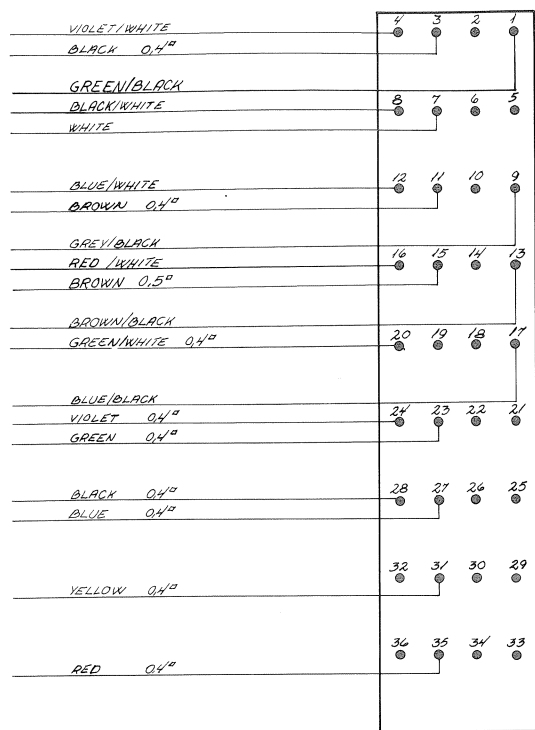 VIOLET/WHITE 4 3 2 1
BLACK 0,4□
GREEN/BLACK
BLACK/WHITE 8 7 6 5
WHITE
BLUE/WHITE 12 11 10 9
BROWN 0,4□
GREY/BLACK
RED /WHITE 16 15 14 13
BROWN 0,5□
BROWN/BLACK
GREEN/WHITE 0,4□ 20 19 18 17
BLUE/BLACK
VIOLET 0,4□ 24 23 22 21
GREEN 0,4□
BLACK 0,4□ 28 27 26 25
BLUE 0,4□
32 31 30 29
YELLOW 0,4□
36 35 34 33
RED 0,4□